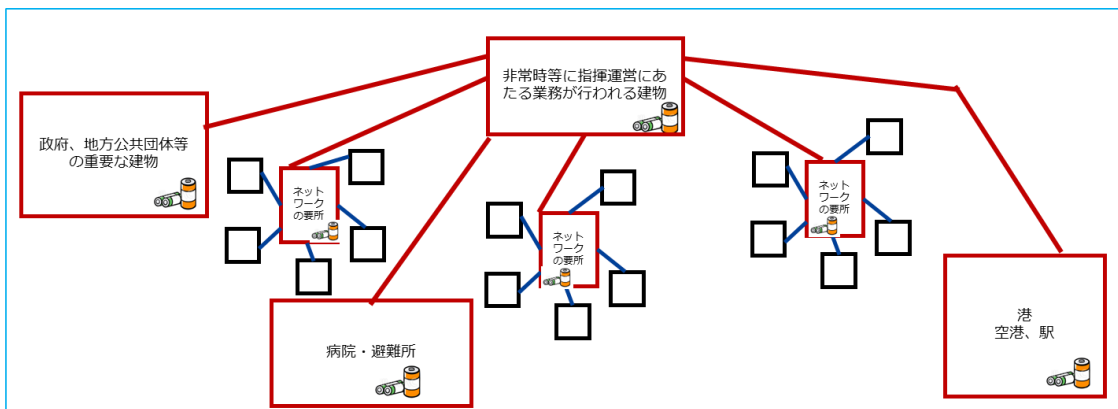 非常時等に指揮運営にあ
たる業務が行われる建物
政府、地方公共団体等
の重要な建物
ネット
ワーク
の要所
ネット
ワーク
の要所
ネット
ワーク
の要所
病院・避難所
港
空港、駅